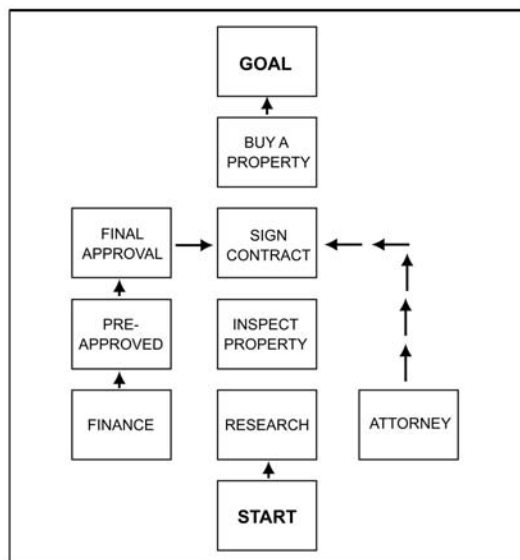 GOAL
BUY A
PROPERTY
FINAL
APPROVAL
SIGN
CONTRACT
PRE-
APPROVED
INSPECT
PROPERTY
FINANCE
RESEARCH
ATTORNEY
START